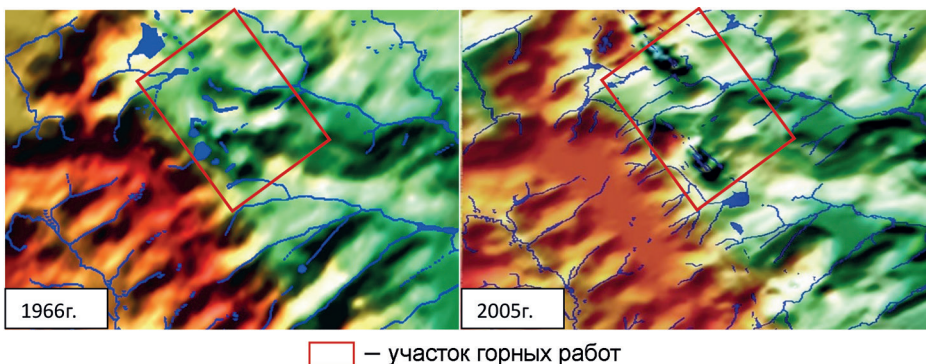 1966г.
2005г.
– участок горных работ